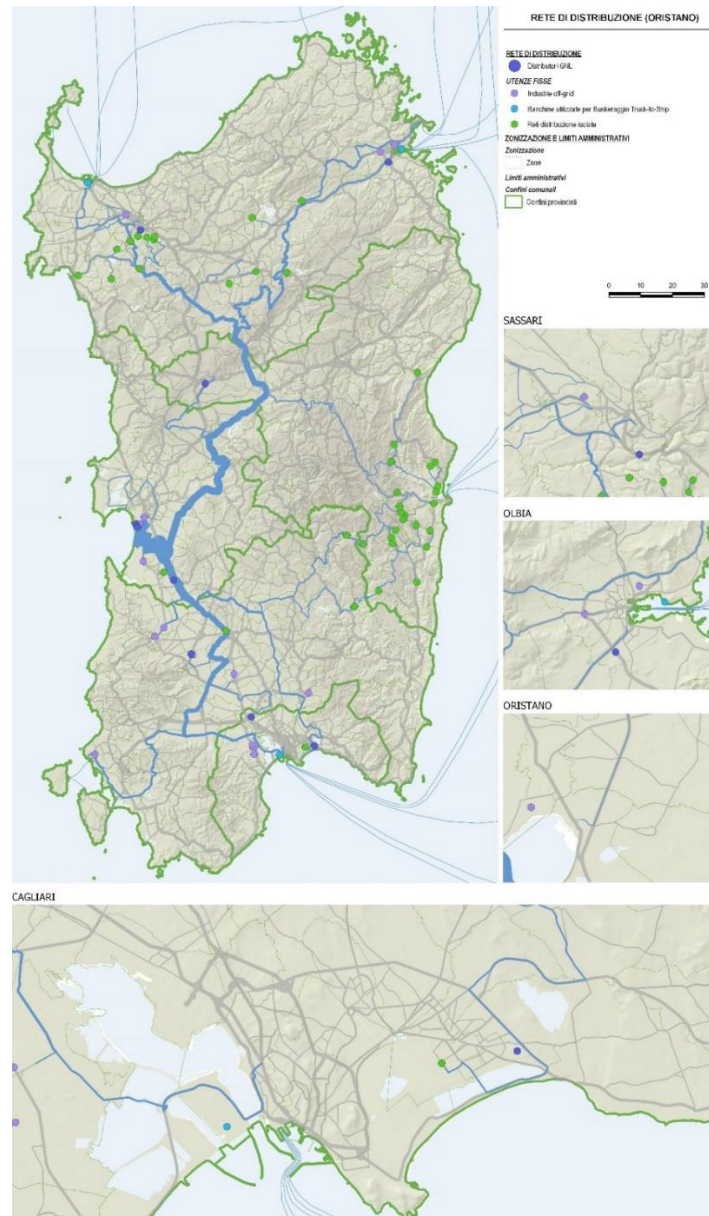 RETE DI DISTRIBUZIONE (ORISTANO)
RETE DI DISTRIBUZIONE
Distributori GNL
UTENZE FISSE
Industrie off-grid
Banchine utilizzate per Bunkeraggio Truck-to-Ship
Reti distribuzione isolate
ZONIZZAZIONE E LIMITI AMMINISTRATIVI
Zonizzazione
Zone
Limiti amministrativi
Confini comunali
Confini provinciali
0 10 20 30
SASSARI
OLBIA
ORISTANO
CAGLIARI